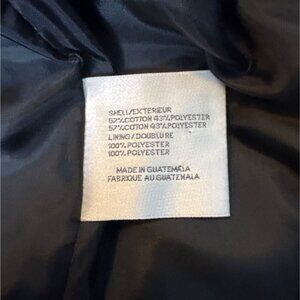 SHELL/EXTERIEUR
57%COTTON 43%POLYESTER
57%COTTON 43%POLYESTER
LINING/DOUBLURE
100%POLYESTER
100%POLYESTER
MADE IN GUATEMALA
FABRIQUE AU GUATEMALA